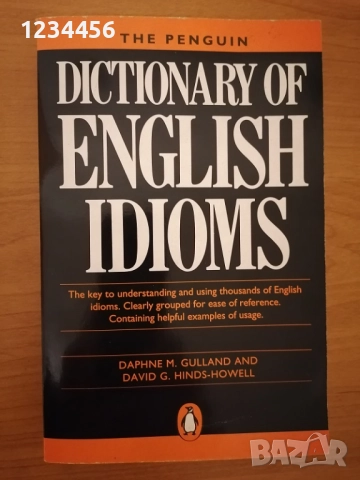 1234456
THE PENGUIN
DICTIONARY OF
ENGLISH
IDIOMS
The key to understanding and using thousands of English
idioms. Clearly grouped for ease of reference.
Containing helpful examples of usage.
DAPHNE M. GULLAND AND
DAVID G. HINDS-HOWELL
BAZAR